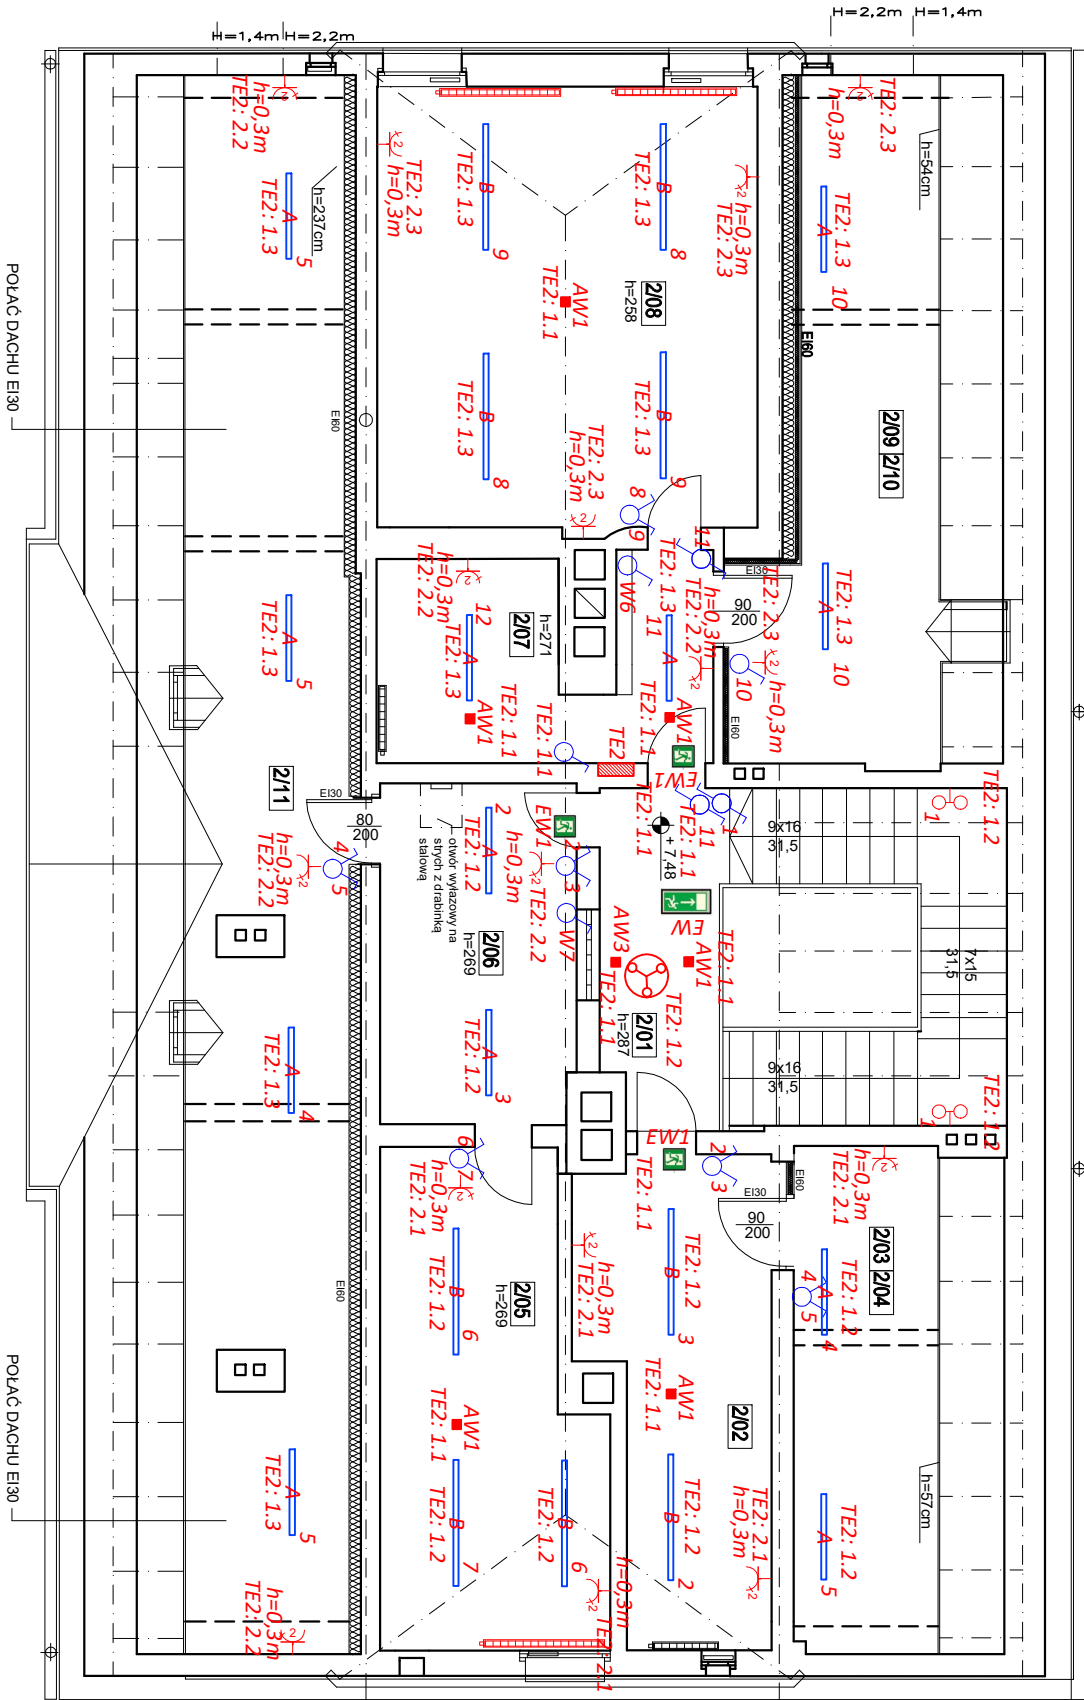 H=1,4m
H=2,2m
H=2,2m
H=1,4m
TE2: 2.2
h=0,3m
TE2: 1.3
A
5
h=237cm
h=0,3m
TE2: 2.3
TE2: 1.3
B
9
TE2: 1.3
B
8
h=0,3m
TE2: 2.3
h=0,3m
TE2: 2.3
TE2: 1.3
A
10
h=54cm
2/08
h=258
AW1
TE2: 1.1
EI60
TE2: 1.3
B
8
TE2: 1.3
B
9
TE2: 2.3
h=0,3m
8
9
EI60
2/09
2/10
POŁAĆ DACHU EI30
TE2: 1.3
A
5
h=0,3m
TE2: 2.2
12
TE2: 1.3
A
2/07
h=271
AW1
TE2: 1.1
W6
11
TE2: 1.3
11
A
h=0,3m
TE2: 2.2
EI30
90
200
TE2: 2.3
h=0,3m
10
TE2: 1.3
A
10
EI60
AW1
TE2: 1.1
TE2: 1.1
TE2
EW1
TE2: 1.1
2/11
EI30
80
200
4
5
h=0,3m
TE2: 2.2
otwór wyłazowy na
strych z drabinką
stalową
2
A
TE2: 1.2
h=0,3m
TE2: 2.2
EW1
2
3
W7
2/06
h=269
11
1
TE2: 1.1
+ 7,48
EW
AW3
TE2: 1.1
AW1
TE2: 1.1
TE2: 1.2
2/01
h=287
9x16
31,5
7x15
31,5
9x16
31,5
TE2: 1.2
1
TE2: 1.2
1
TE2: 1.3
A
4
TE2: 1.2
A
3
6
7
h=0,3m
TE2: 2.1
EW1
TE2: 1.1
2
3
EI30
90
200
EI60
h=0,3m
TE2: 2.1
2/03
2/04
TE2: 1.2
A
4
4
5
EI60
TE2: 1.2
B
6
2/05
h=269
h=0,3m
TE2: 2.1
TE2: 1.2
B
3
AW1
TE2: 1.1
AW1
TE2: 1.1
2/02
POŁAĆ DACHU EI30
TE2: 1.3
A
5
h=0,3m
TE2: 2.2
TE2: 1.2
B
7
TE2: 1.2
B
6
h=0,3m
TE2: 2.1
TE2: 1.2
B
2
TE2: 2.1
h=0,3m
TE2: 1.2
A
5
h=57cm